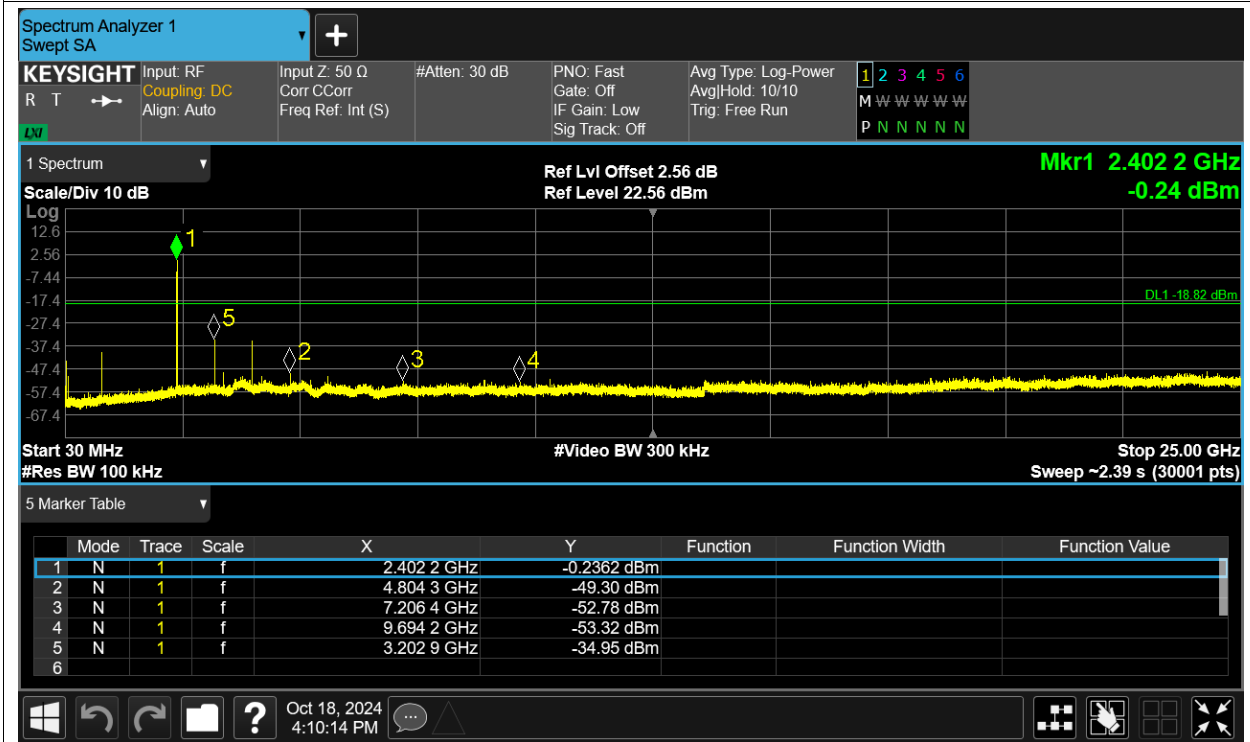 Spectrum Analyzer 1
Swept SA
+
KEYSIGHT
R T
LXI
Input: RF
Coupling: DC
Align: Auto
Input Z: 50 Ω
Corr CCorr
Freq Ref: Int (S)
#Atten: 30 dB
PNO: Fast
Gate: Off
IF Gain: Low
Sig Track: Off
Avg Type: Log-Power
Avg|Hold: 10/10
Trig: Free Run
1 2 3 4 5 6
M W W W W W
P N N N N N
1 Spectrum
Scale/Div 10 dB
Ref Lvl Offset 2.56 dB
Ref Level 22.56 dBm
Mkr1 2.402 2 GHz
-0.24 dBm
Log
12.6
2.56
-7.44
-17.4
-27.4
-37.4
-47.4
-57.4
-67.4
1
5
2
3
4
DL1 -18.82 dBm
Start 30 MHz
#Res BW 100 kHz
#Video BW 300 kHz
Stop 25.00 GHz
Sweep ~2.39 s (30001 pts)
5 Marker Table
Mode Trace Scale X Y Function Function Width Function Value
1 N 1 f 2.402 2 GHz -0.2362 dBm
2 N 1 f 4.804 3 GHz -49.30 dBm
3 N 1 f 7.206 4 GHz -52.78 dBm
4 N 1 f 9.694 2 GHz -53.32 dBm
5 N 1 f 3.202 9 GHz -34.95 dBm
6
?
Oct 18, 2024
4:10:14 PM